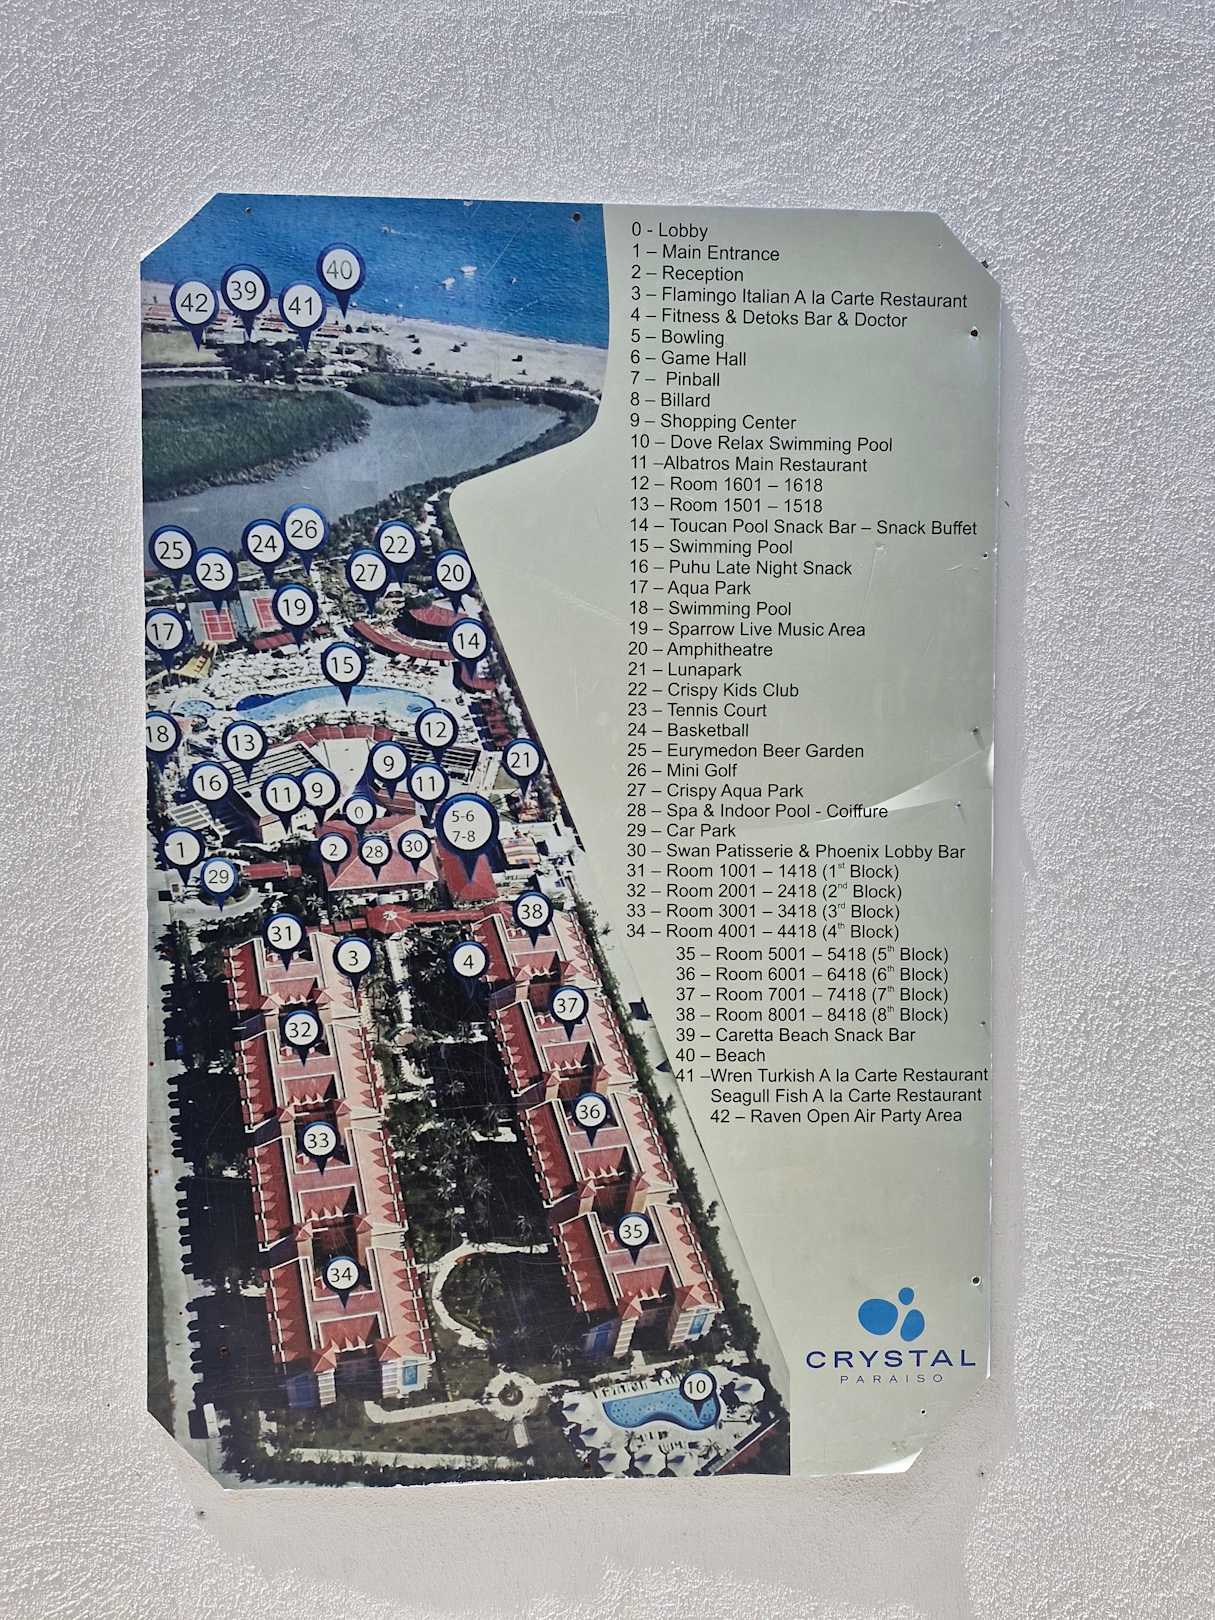 0 - Lobby
1 – Main Entrance
2 – Reception
3 – Flamingo Italian A la Carte Restaurant
4 – Fitness & Detoks Bar & Doctor
5 – Bowling
6 – Game Hall
7 – Pinball
8 – Billard
9 – Shopping Center
10 – Dove Relax Swimming Pool
11 –Albatros Main Restaurant
12 – Room 1601 – 1618
13 – Room 1501 – 1518
14 – Toucan Pool Snack Bar – Snack Buffet
15 – Swimming Pool
16 – Puhu Late Night Snack
17 – Aqua Park
18 – Swimming Pool
19 – Sparrow Live Music Area
20 – Amphitheatre
21 – Lunapark
22 – Crispy Kids Club
23 – Tennis Court
24 – Basketball
25 – Eurymedon Beer Garden
26 – Mini Golf
27 – Crispy Aqua Park
28 – Spa & Indoor Pool - Coiffure
29 – Car Park
30 – Swan Patisserie & Phoenix Lobby Bar
31 – Room 1001 – 1418 (1st Block)
32 – Room 2001 – 2418 (2nd Block)
33 – Room 3001 – 3418 (3rd Block)
34 – Room 4001 – 4418 (4th Block)
35 – Room 5001 – 5418 (5th Block)
36 – Room 6001 – 6418 (6th Block)
37 – Room 7001 – 7418 (7th Block)
38 – Room 8001 – 8418 (8th Block)
39 – Caretta Beach Snack Bar
40 – Beach
41 –Wren Turkish A la Carte Restaurant
Seagull Fish A la Carte Restaurant
42 – Raven Open Air Party Area
CRYSTAL
PARAISO
40
39
42
41
26
24
22
25
23
27
20
19
17
14
15
12
18
13
9
21
16
11
9
11
0
5-6
7-8
1
2
28
30
29
38
31
3
4
37
32
36
33
35
34
10